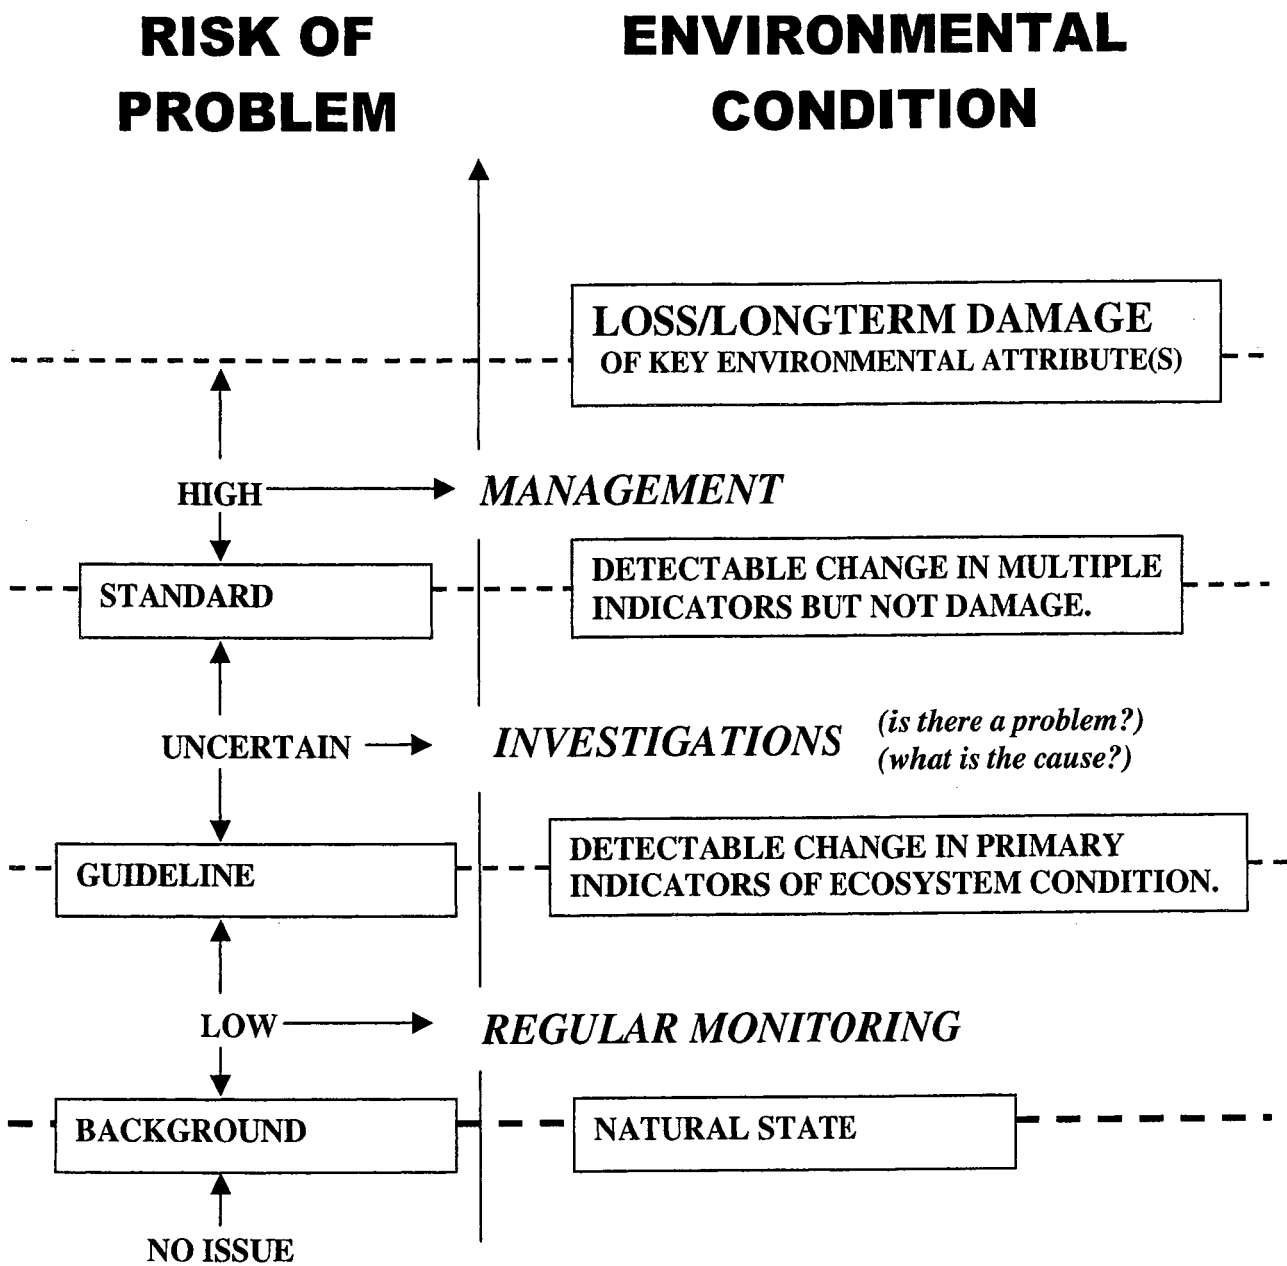 RISK OF
PROBLEM
ENVIRONMENTAL
CONDITION
LOSS/LONGTERM DAMAGE
OF KEY ENVIRONMENTAL ATTRIBUTE(S)
HIGH
MANAGEMENT
STANDARD
DETECTABLE CHANGE IN MULTIPLE
INDICATORS BUT NOT DAMAGE.
UNCERTAIN
INVESTIGATIONS
(is there a problem?)
(what is the cause?)
GUIDELINE
DETECTABLE CHANGE IN PRIMARY
INDICATORS OF ECOSYSTEM CONDITION.
LOW
REGULAR MONITORING
BACKGROUND
NATURAL STATE
NO ISSUE